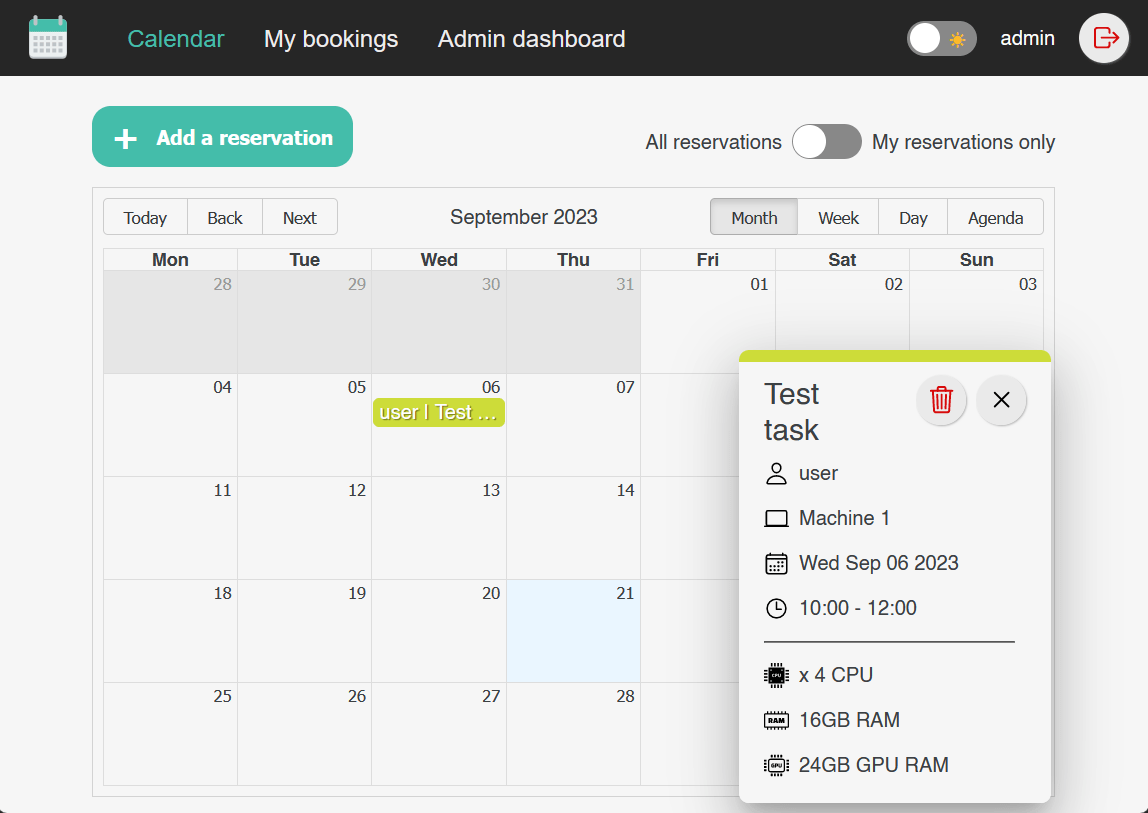 Calendar My bookings Admin dashboard admin
+ Add a reservation
All reservations My reservations only
Today Back Next September 2023 Month Week Day Agenda
Mon Tue Wed Thu Fri Sat Sun
28 29 30 31 01 02 03
04 05 06 07
user | Test ...
11 12 13 14
18 19 20 21
25 26 27 28
Test
task
user
Machine 1
Wed Sep 06 2023
10:00 - 12:00
CPU x 4 CPU
RAM 16GB RAM
GPU 24GB GPU RAM